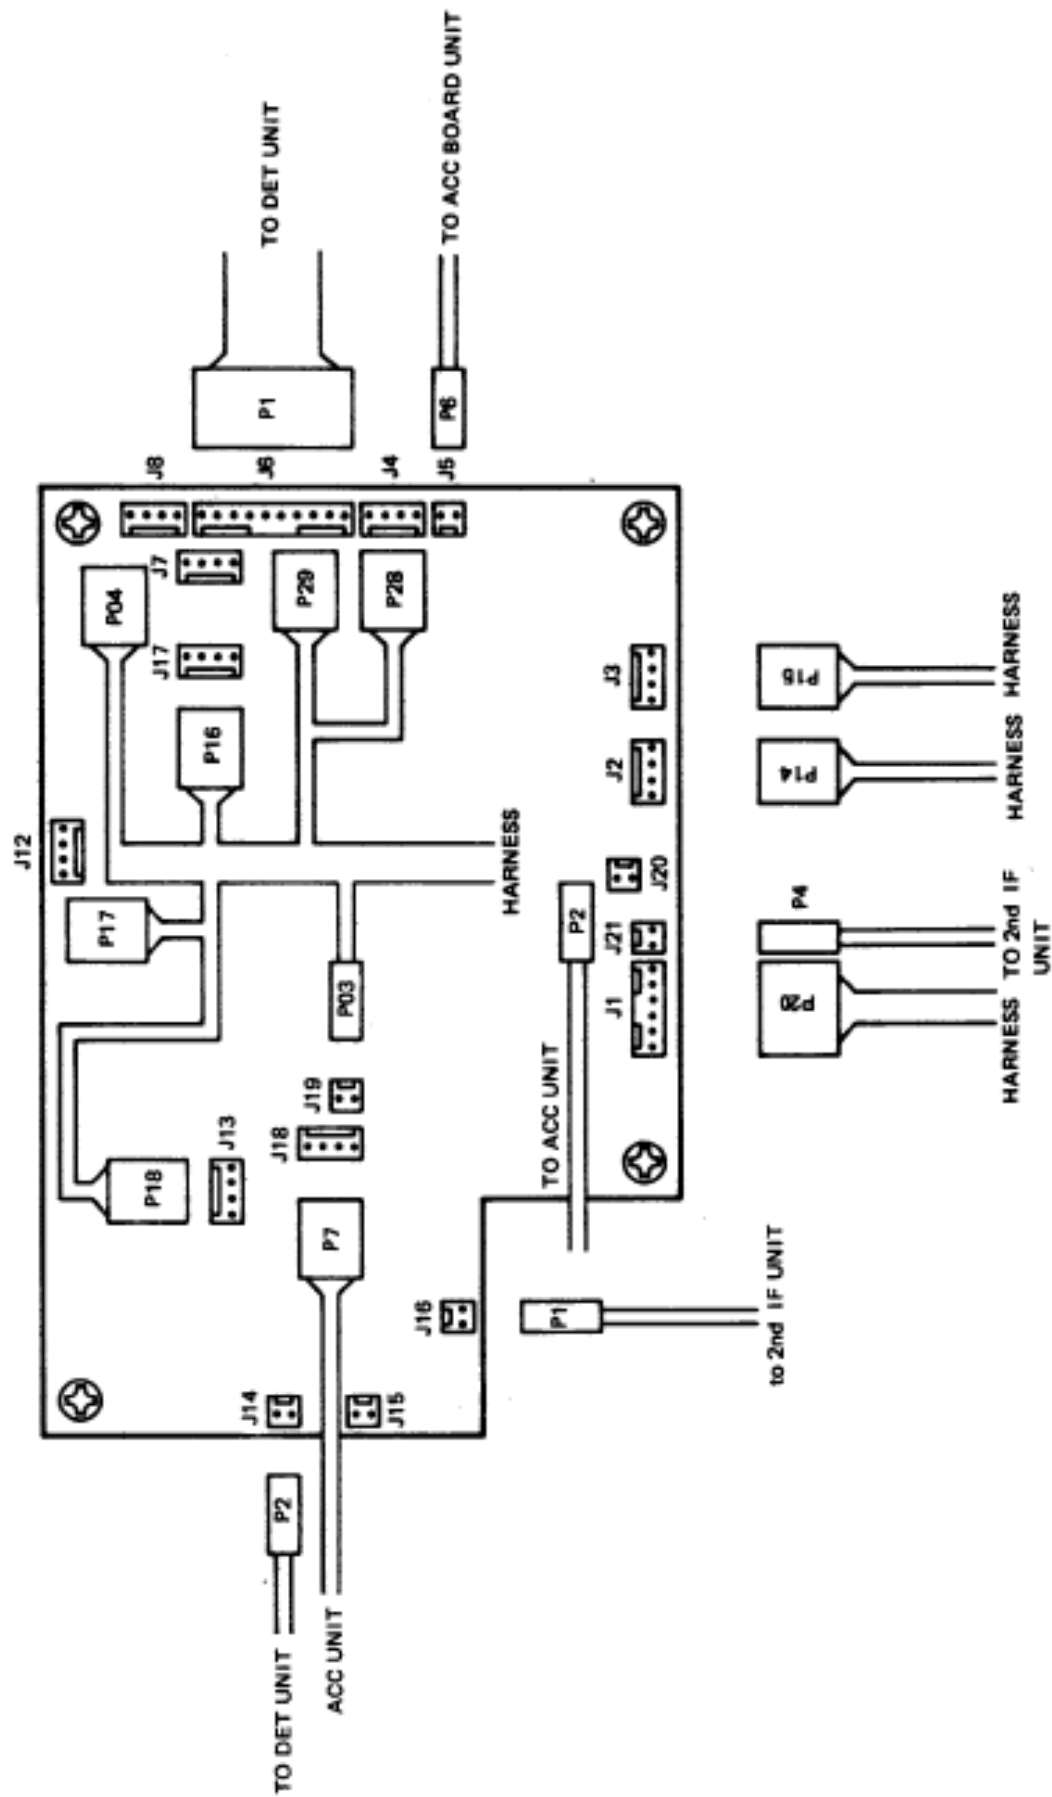 TO DET UNIT
TO ACC BOARD UNIT
P1
P6
J8
J6
J4
J5
P04
J7
P29
P28
J17
P16
J3
P15
HARNESS
J2
P14
HARNESS
J12
P17
HARNESS
J20
P2
P4
J21
TO 2nd IF
UNIT
P03
J1
P20
HARNESS
J19
J18
J13
P18
TO ACC UNIT
P7
J16
P1
to 2nd IF UNIT
J14
J15
P2
TO DET UNIT
ACC UNIT